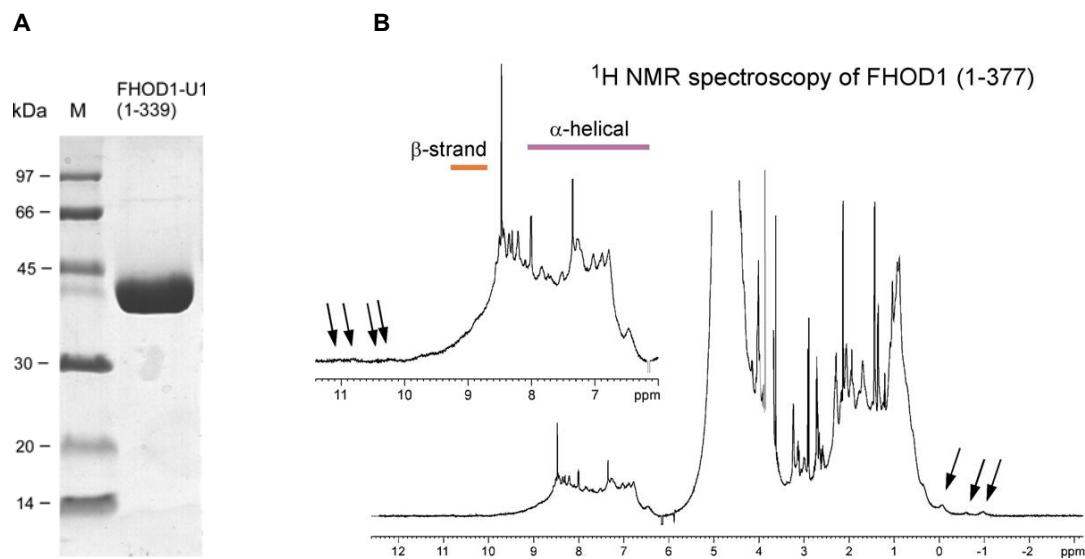 A
B
FHOD1-U1
kDa M (1-339)
97
66
45
30
20
14
¹H NMR spectroscopy of FHOD1 (1-377)
α-helical
β-strand
11 10 9 8 7 ppm
12 11 10 9 8 7 6 5 4 3 2 1 0 -1 -2 ppm